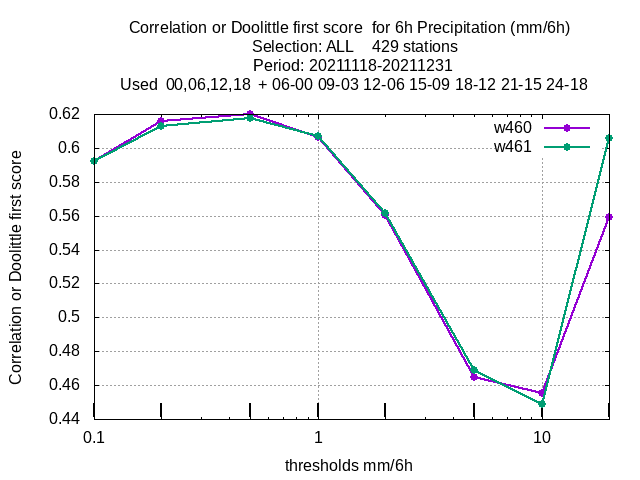 Correlation or Doolittle first score  for 6h Precipitation (mm/6h)
Selection: ALL    429 stations
Period: 20211118-20211231
Used  00,06,12,18  + 06-00 09-03 12-06 15-09 18-12 21-15 24-18
w460
w461
Correlation or Doolittle first score
0.62
0.6
0.58
0.56
0.54
0.52
0.5
0.48
0.46
0.44
0.1
1
10
thresholds mm/6h